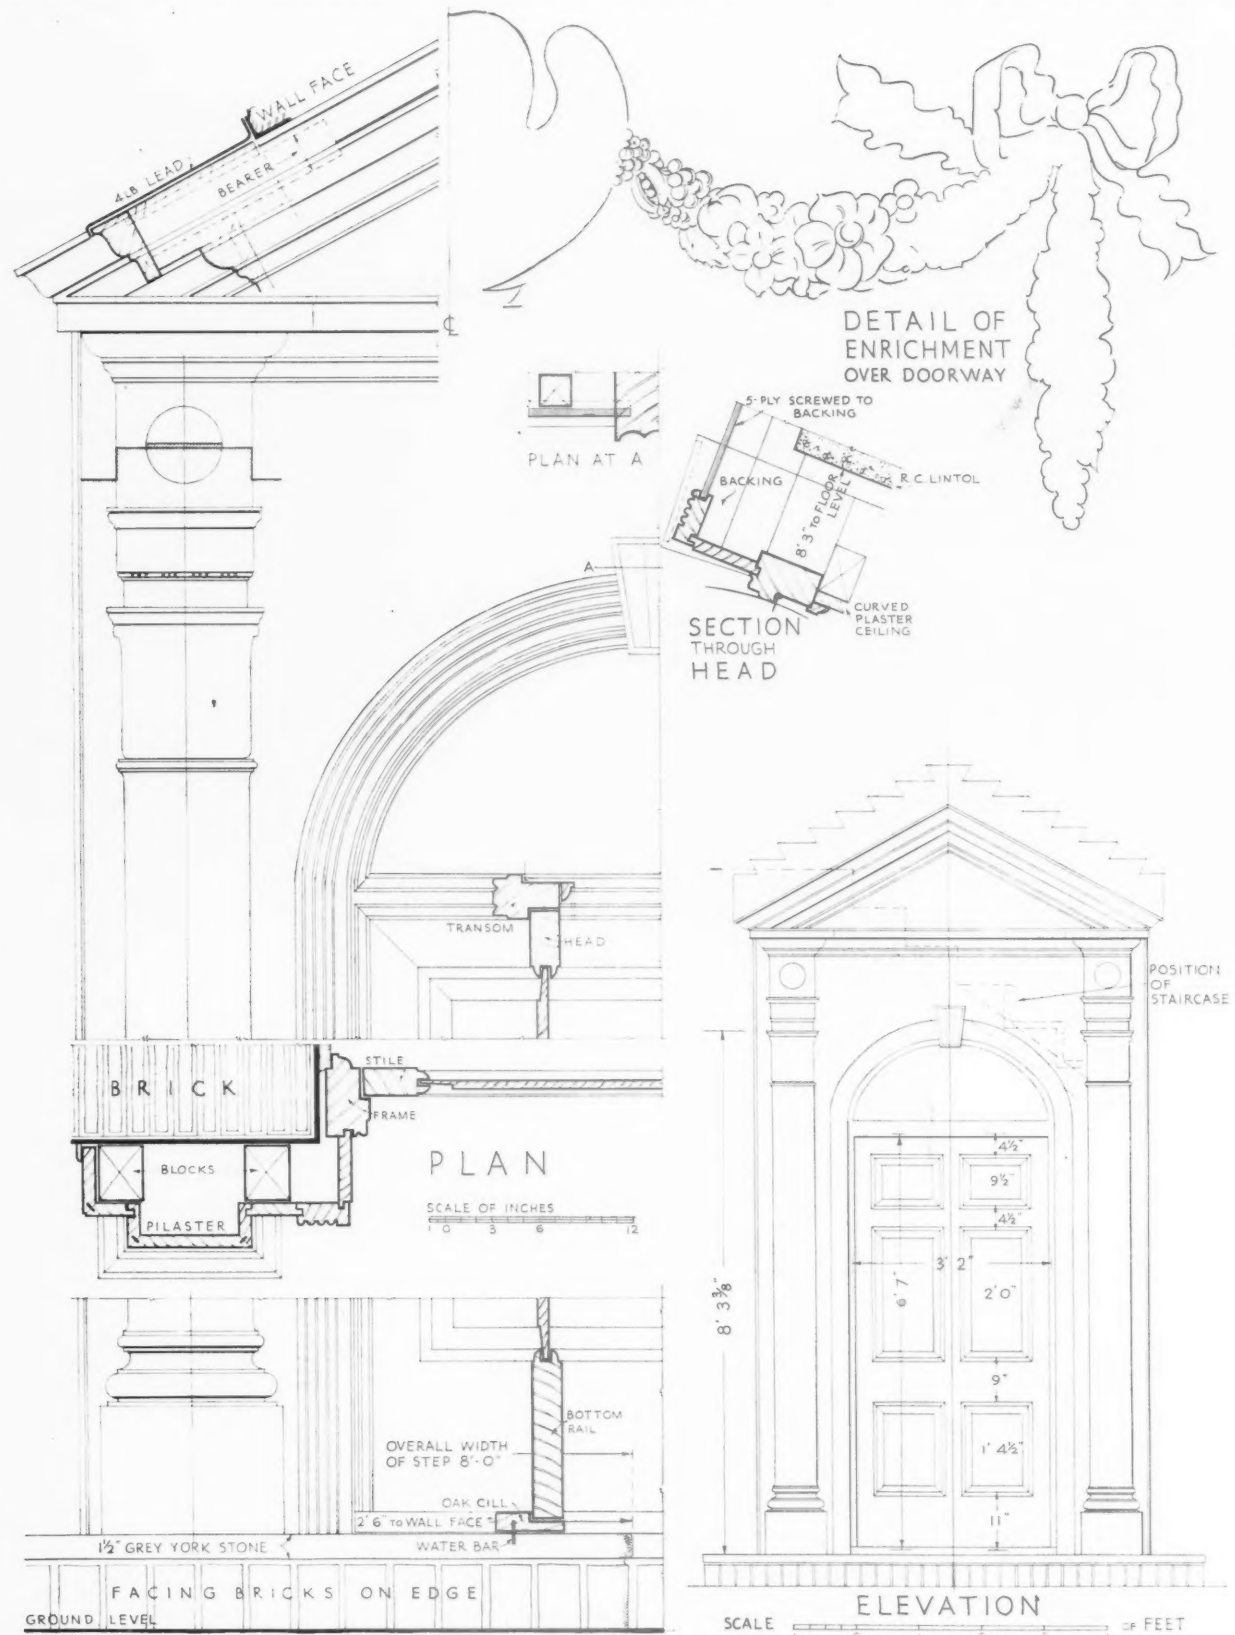 WALL FACE
4LB LEAD
BEARER
℄
DETAIL OF
ENRICHMENT
OVER DOORWAY
PLAN AT A
5-PLY SCREWED TO
BACKING
BACKING
R.C. LINTOL
8' 3" TO FLOOR
LEVEL
A
CURVED
PLASTER
CEILING
SECTION
THROUGH
HEAD
TRANSOM
HEAD
POSITION
OF
STAIRCASE
BRICK
STILE
FRAME
BLOCKS
PILASTER
PLAN
SCALE OF INCHES
1 0 3 6 12
4½"
9½"
4½"
3' 2"
6' 7"
2' 0"
8' 3⅜"
9"
1' 4½"
11"
BOTTOM
RAIL
OVERALL WIDTH
OF STEP 8'-0"
OAK CILL
2' 6" TO WALL FACE
WATER BAR
1½" GREY YORK STONE
FACING BRICKS ON EDGE
GROUND LEVEL
ELEVATION
SCALE OF FEET